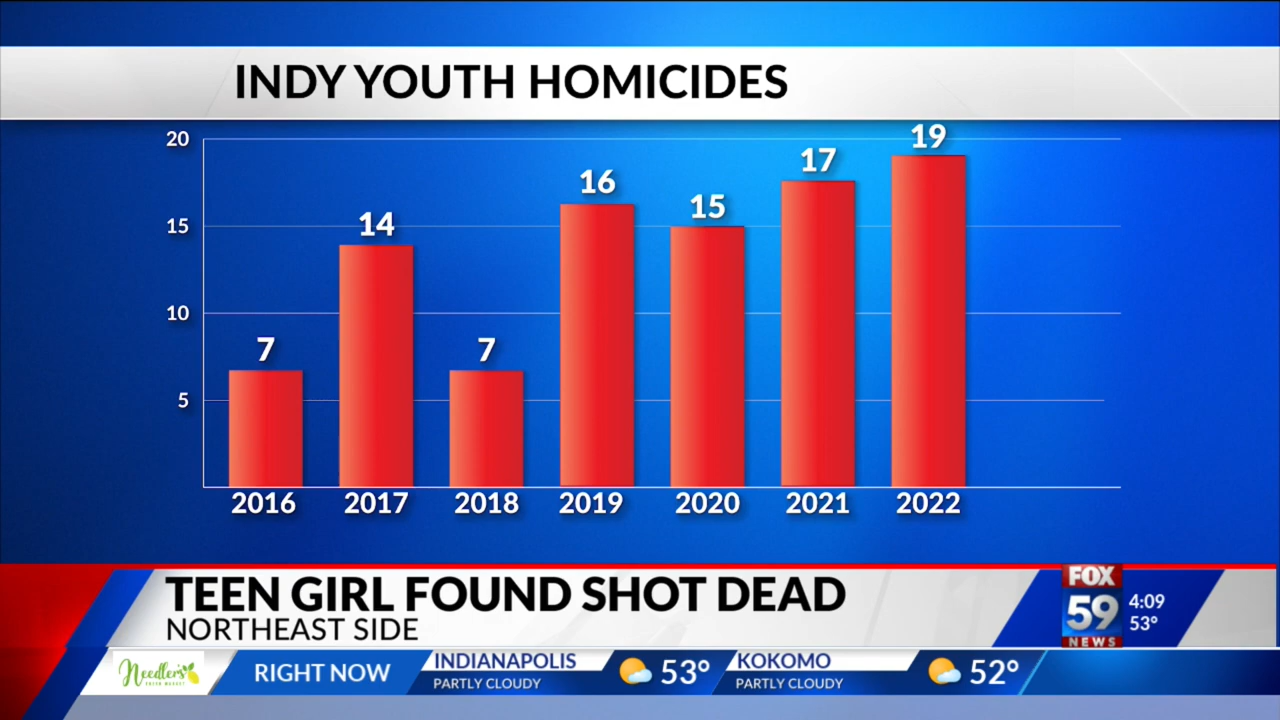 INDY YOUTH HOMICIDES
20
15
10
5
7
14
7
16
15
17
19
2016 2017 2018 2019 2020 2021 2022
TEEN GIRL FOUND SHOT DEAD
NORTHEAST SIDE
FOX
59
NEWS
4:09
53°
Needler's
FRESH MARKET
RIGHT NOW
INDIANAPOLIS
PARTLY CLOUDY
53°
KOKOMO
PARTLY CLOUDY
52°